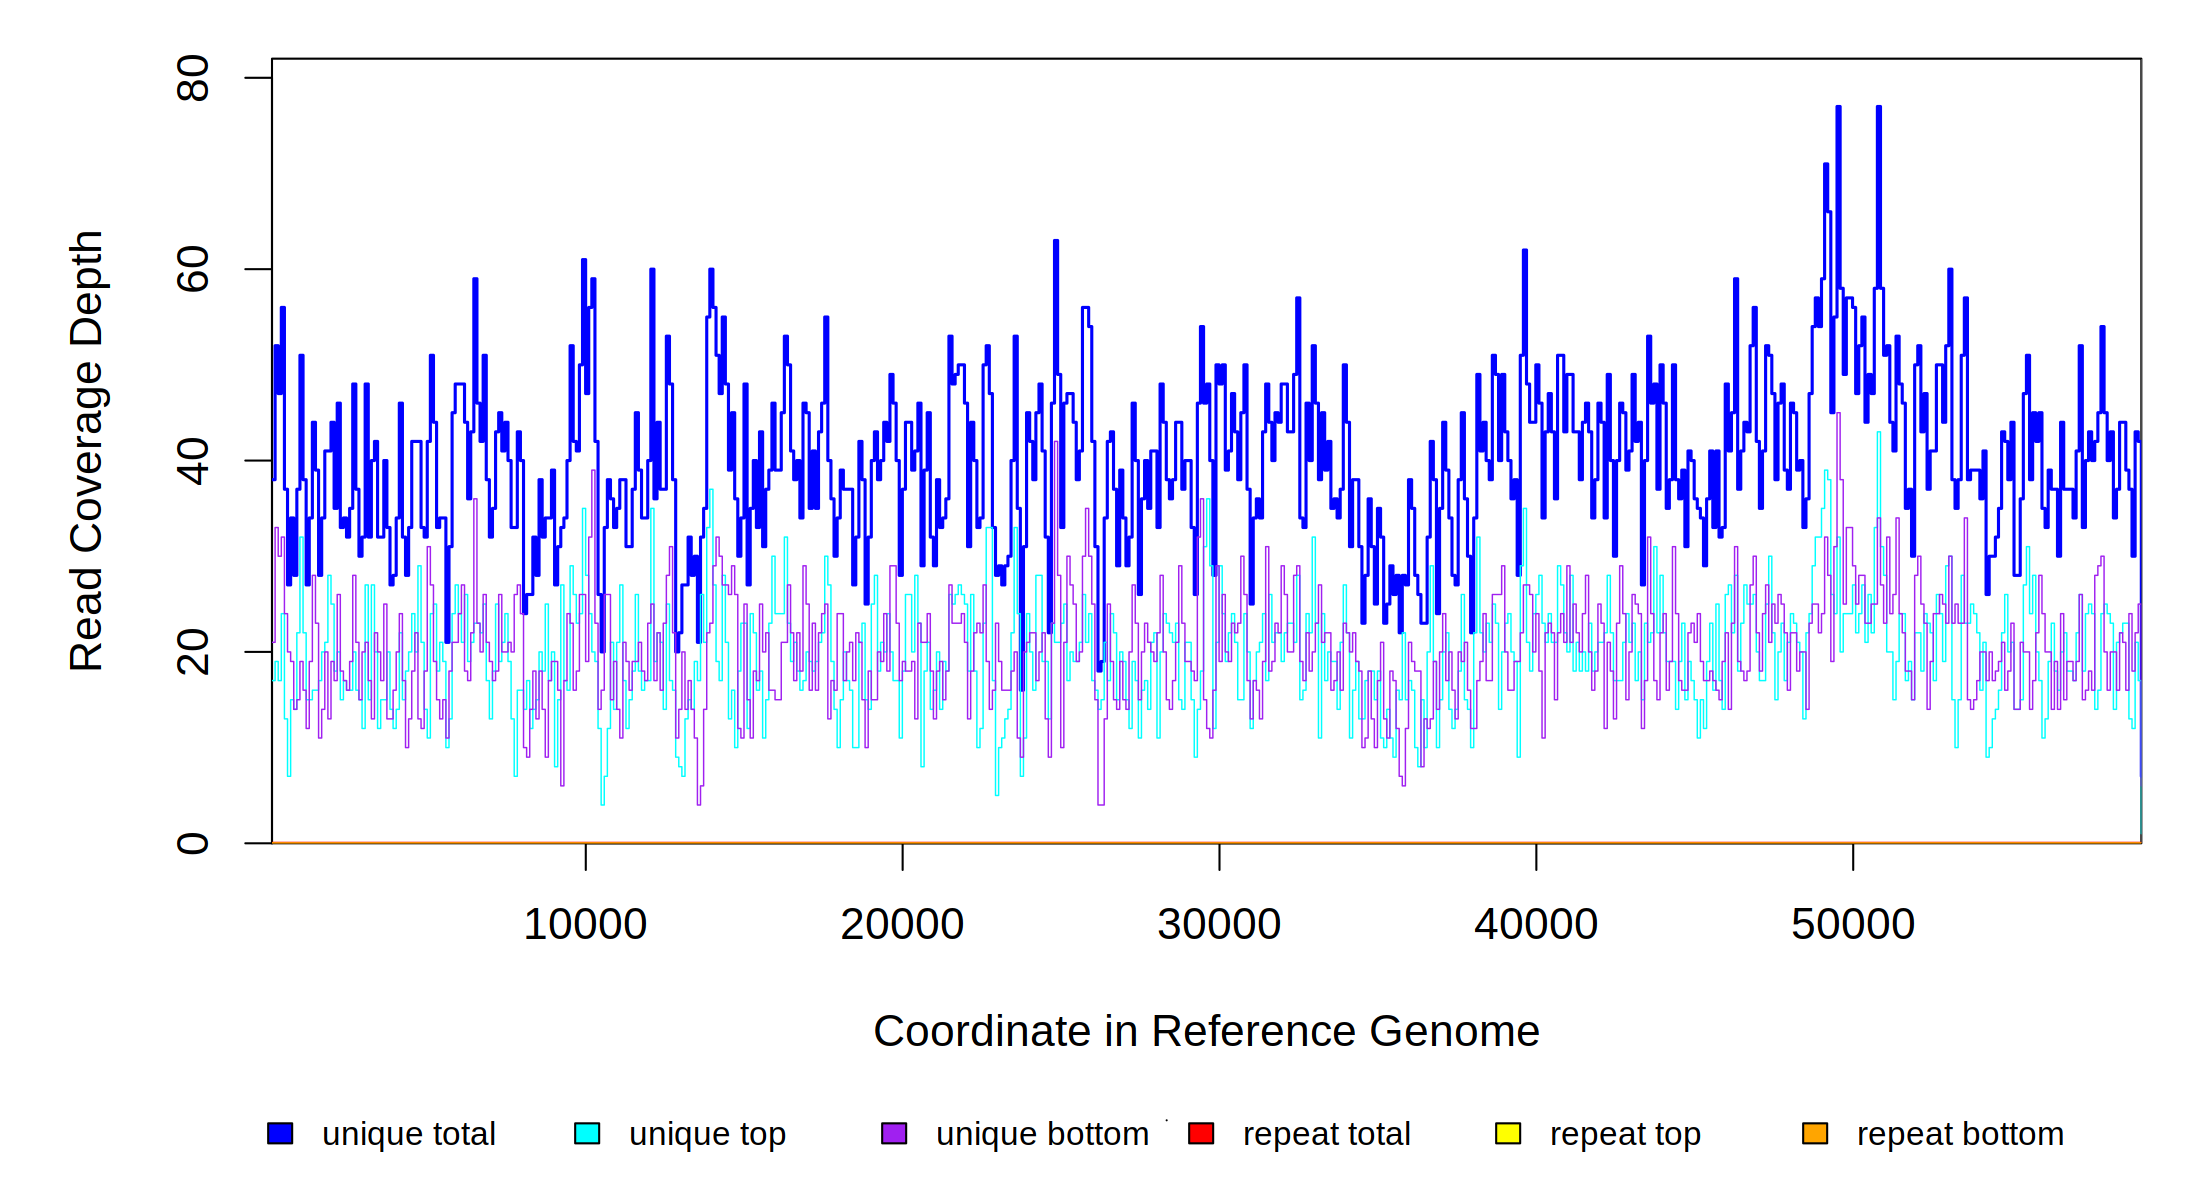 80
60
40
20
0
Read Coverage Depth
10000 20000 30000 40000 50000
Coordinate in Reference Genome
unique total unique top unique bottom repeat total repeat top repeat bottom